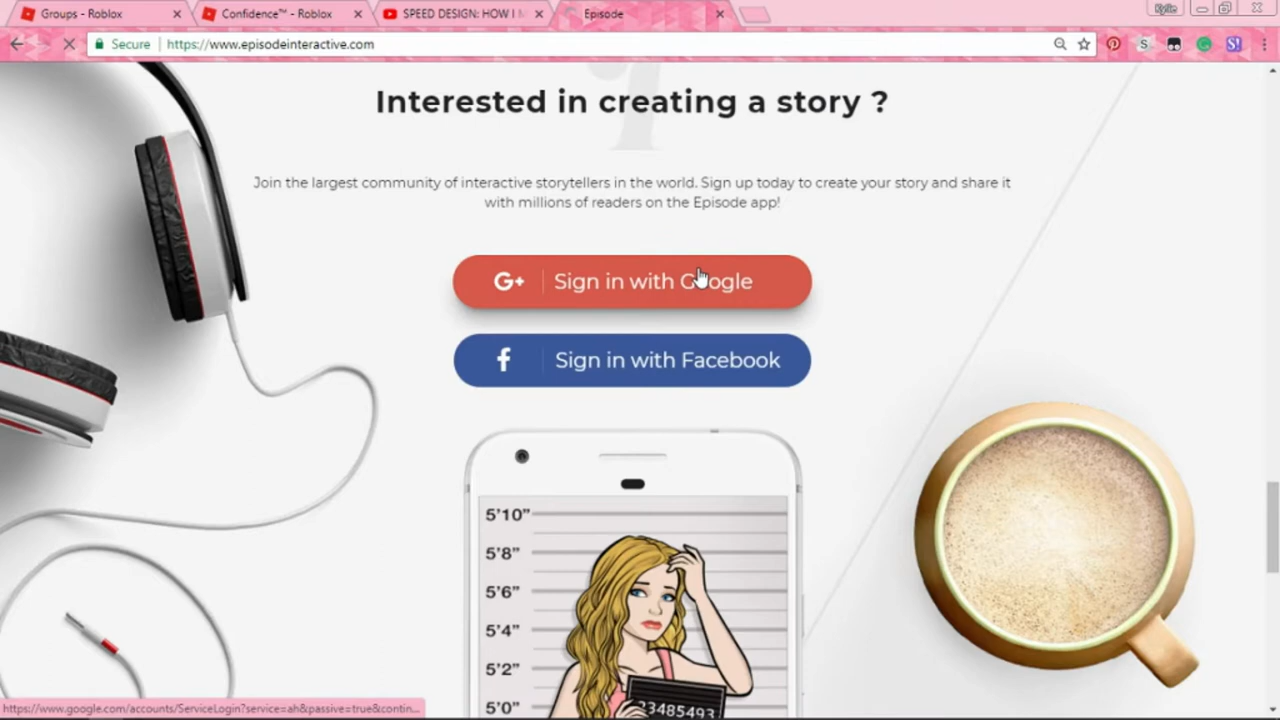 Groups - Roblox
Confidence™ - Roblox
SPEED DESIGN: HOW I
Episode
Kylie
Secure
https://www.episodeinteractive.com
Interested in creating a story ?
Join the largest community of interactive storytellers in the world. Sign up today to create your story and share it
with millions of readers on the Episode app!
G+ Sign in with Google
f Sign in with Facebook
5'10"
5'8"
5'6"
5'4"
5'2"
5'0"
23485493
https://www.google.com/accounts/ServiceLogin?service=ah&passive=true&contin...